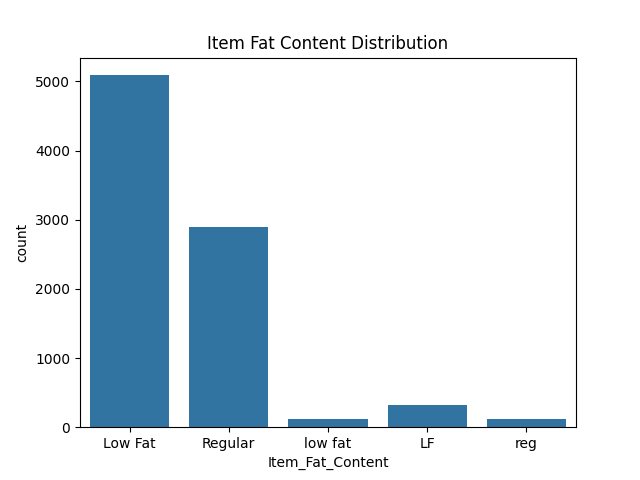 Item Fat Content Distribution
5000
4000
3000
2000
1000
0
count
Low Fat Regular low fat LF reg
Item_Fat_Content